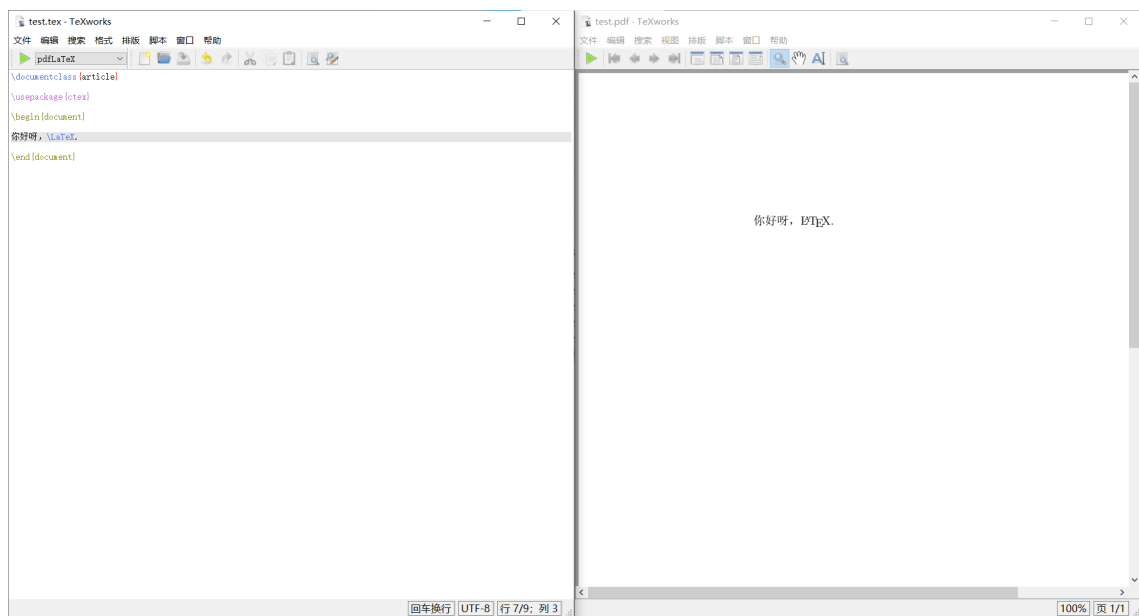 test.tex - TeXworks
文件 编辑 搜索 格式 排版 脚本 窗口 帮助
pdfLaTeX
\documentclass{article}
\usepackage{ctex}
\begin{document}
你好呀，\LaTeX.
\end{document}
回车换行 UTF-8 行 7/9; 列 3
test.pdf - TeXworks
文件 编辑 搜索 视图 排版 脚本 窗口 帮助
你好呀，LATEX.
100% 页 1/1